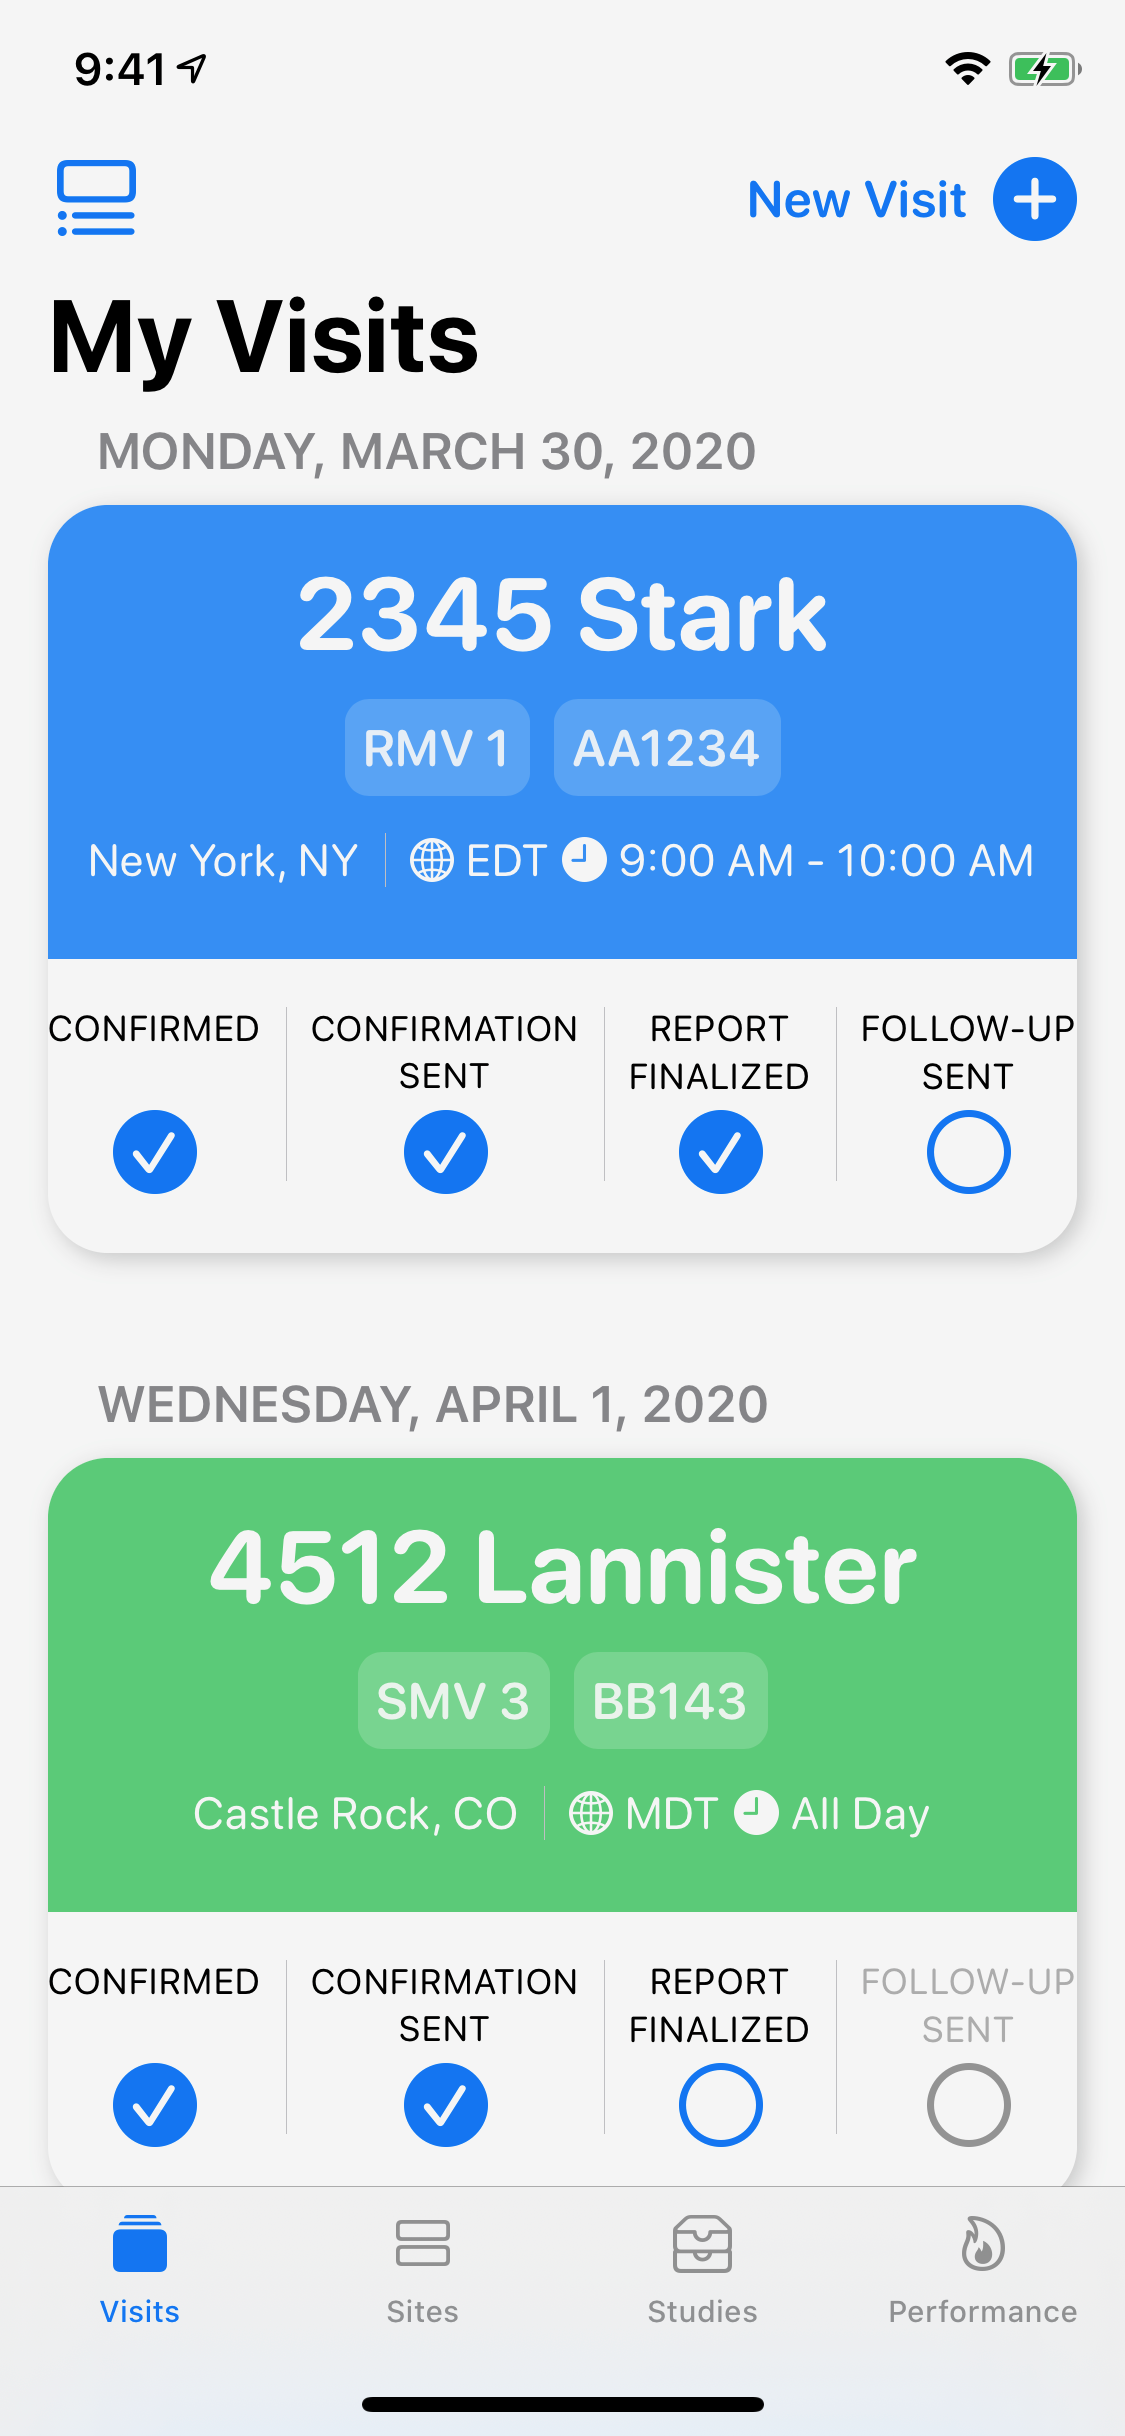 9:41
New Visit
My Visits
MONDAY, MARCH 30, 2020
2345 Stark
RMV 1 AA1234
New York, NY EDT 9:00 AM - 10:00 AM
CONFIRMED CONFIRMATION SENT REPORT FINALIZED FOLLOW-UP SENT
WEDNESDAY, APRIL 1, 2020
4512 Lannister
SMV 3 BB143
Castle Rock, CO MDT All Day
CONFIRMED CONFIRMATION SENT REPORT FINALIZED FOLLOW-UP SENT
Visits Sites Studies Performance